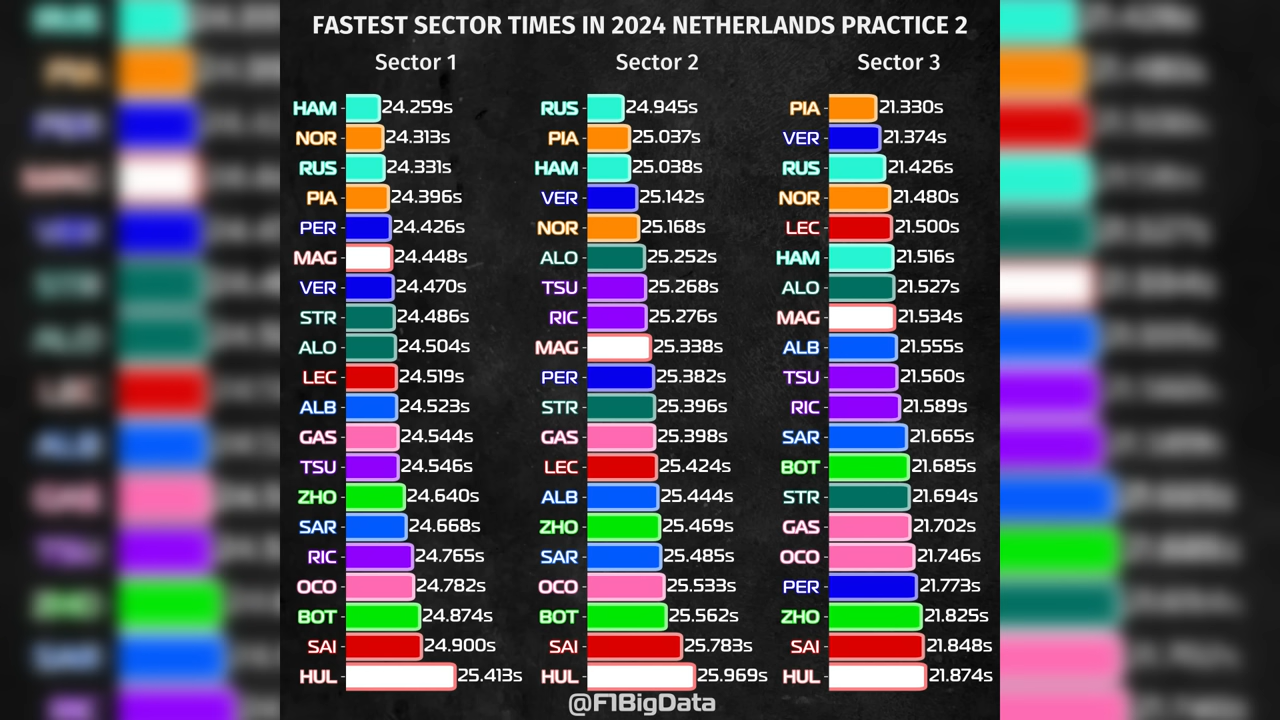 FASTEST SECTOR TIMES IN 2024 NETHERLANDS PRACTICE 2
Sector 1
HAM 24.259s
NOR 24.313s
RUS 24.331s
PIA 24.396s
PER 24.426s
MAG 24.448s
VER 24.470s
STR 24.486s
ALO 24.504s
LEC 24.519s
ALB 24.523s
GAS 24.544s
TSU 24.546s
ZHO 24.640s
SAR 24.668s
RIC 24.765s
OCO 24.782s
BOT 24.874s
SAI 24.900s
HUL 25.413s
Sector 2
RUS 24.945s
PIA 25.037s
HAM 25.038s
VER 25.142s
NOR 25.168s
ALO 25.252s
TSU 25.268s
RIC 25.276s
MAG 25.338s
PER 25.382s
STR 25.396s
GAS 25.398s
LEC 25.424s
ALB 25.444s
ZHO 25.469s
SAR 25.485s
OCO 25.533s
BOT 25.562s
SAI 25.783s
HUL 25.969s
Sector 3
PIA 21.330s
VER 21.374s
RUS 21.426s
NOR 21.480s
LEC 21.500s
HAM 21.516s
ALO 21.527s
MAG 21.534s
ALB 21.555s
TSU 21.560s
RIC 21.589s
SAR 21.665s
BOT 21.685s
STR 21.694s
GAS 21.702s
OCO 21.746s
PER 21.773s
ZHO 21.825s
SAI 21.848s
HUL 21.874s
@F1BigData